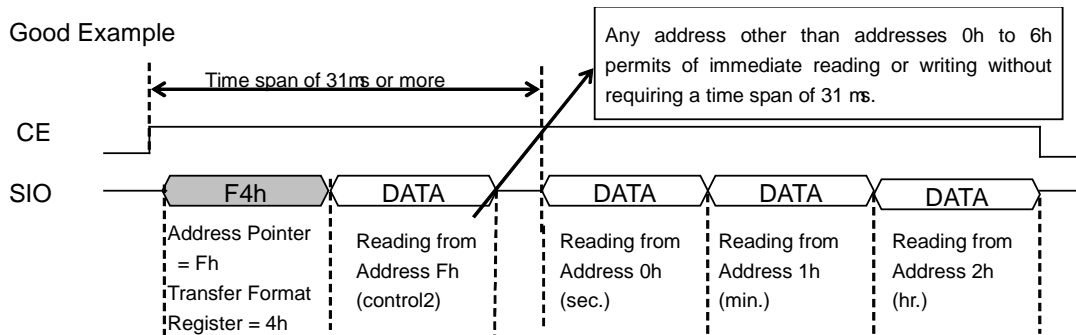 Good Example
Time span of 31ms or more
Any address other than addresses 0h to 6h
permits of immediate reading or writing without
requiring a time span of 31 ms.
CE
SIO
F4h
DATA
DATA
DATA
DATA
Address Pointer
= Fh
Transfer Format
Register = 4h
Reading from
Address Fh
(control2)
Reading from
Address 0h
(sec.)
Reading from
Address 1h
(min.)
Reading from
Address 2h
(hr.)